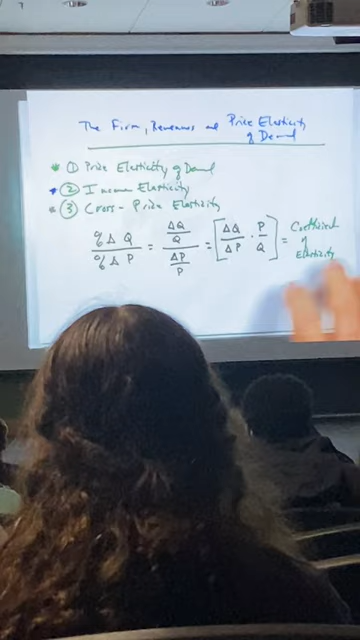 The Firm, Revenues and Price Elasticity of Demand
① Price Elasticity of Demand
② Income Elasticity
③ Cross-Price Elasticity
%Δ Q / %Δ P = (ΔQ / Q) / (ΔP / P) = [ΔQ / ΔP · P / Q] = Coefficient of Elasticity